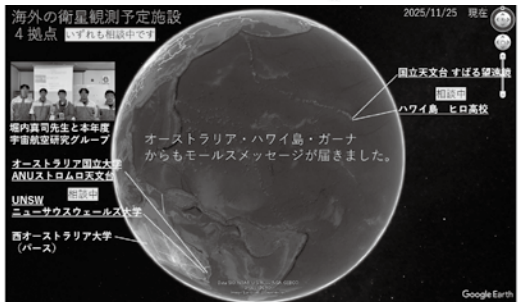 海外の衛星観測予定施設
４拠点 いずれも相談中です
2025/11/25　現在
国立天文台 すばる望遠鏡
相談中
ハワイ島　ヒロ高校
堀内真司先生と本年度
宇宙航空研究グループ
オーストラリア・ハワイ島・ガーナ
からもモールスメッセージが届きました。
オーストラリア国立大学
ANUストロムロ天文台
相談中
UNSW
ニューサウスウェールズ大学
西オーストラリア大学
（パース）
Google Earth